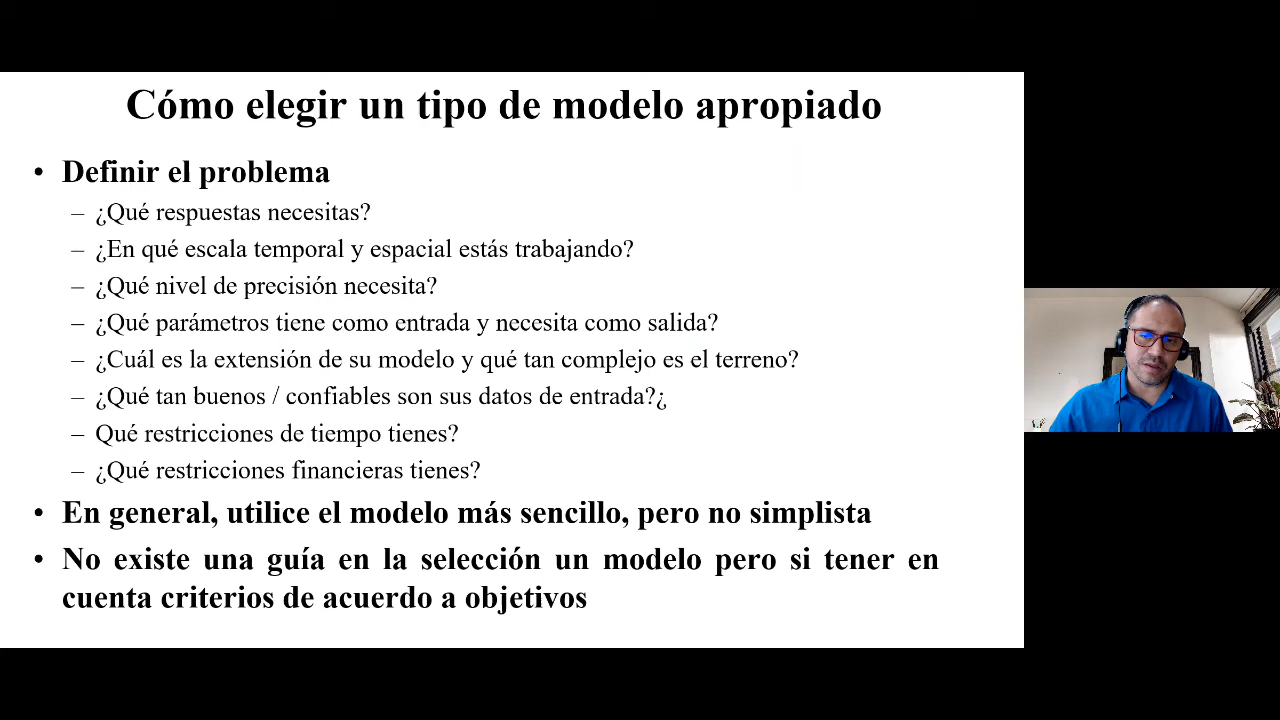 Cómo elegir un tipo de modelo apropiado
• Definir el problema
– ¿Qué respuestas necesitas?
– ¿En qué escala temporal y espacial estás trabajando?
– ¿Qué nivel de precisión necesita?
– ¿Qué parámetros tiene como entrada y necesita como salida?
– ¿Cuál es la extensión de su modelo y qué tan complejo es el terreno?
– ¿Qué tan buenos / confiables son sus datos de entrada?¿
– Qué restricciones de tiempo tienes?
– ¿Qué restricciones financieras tienes?
• En general, utilice el modelo más sencillo, pero no simplista
• No existe una guía en la selección un modelo pero si tener en
cuenta criterios de acuerdo a objetivos